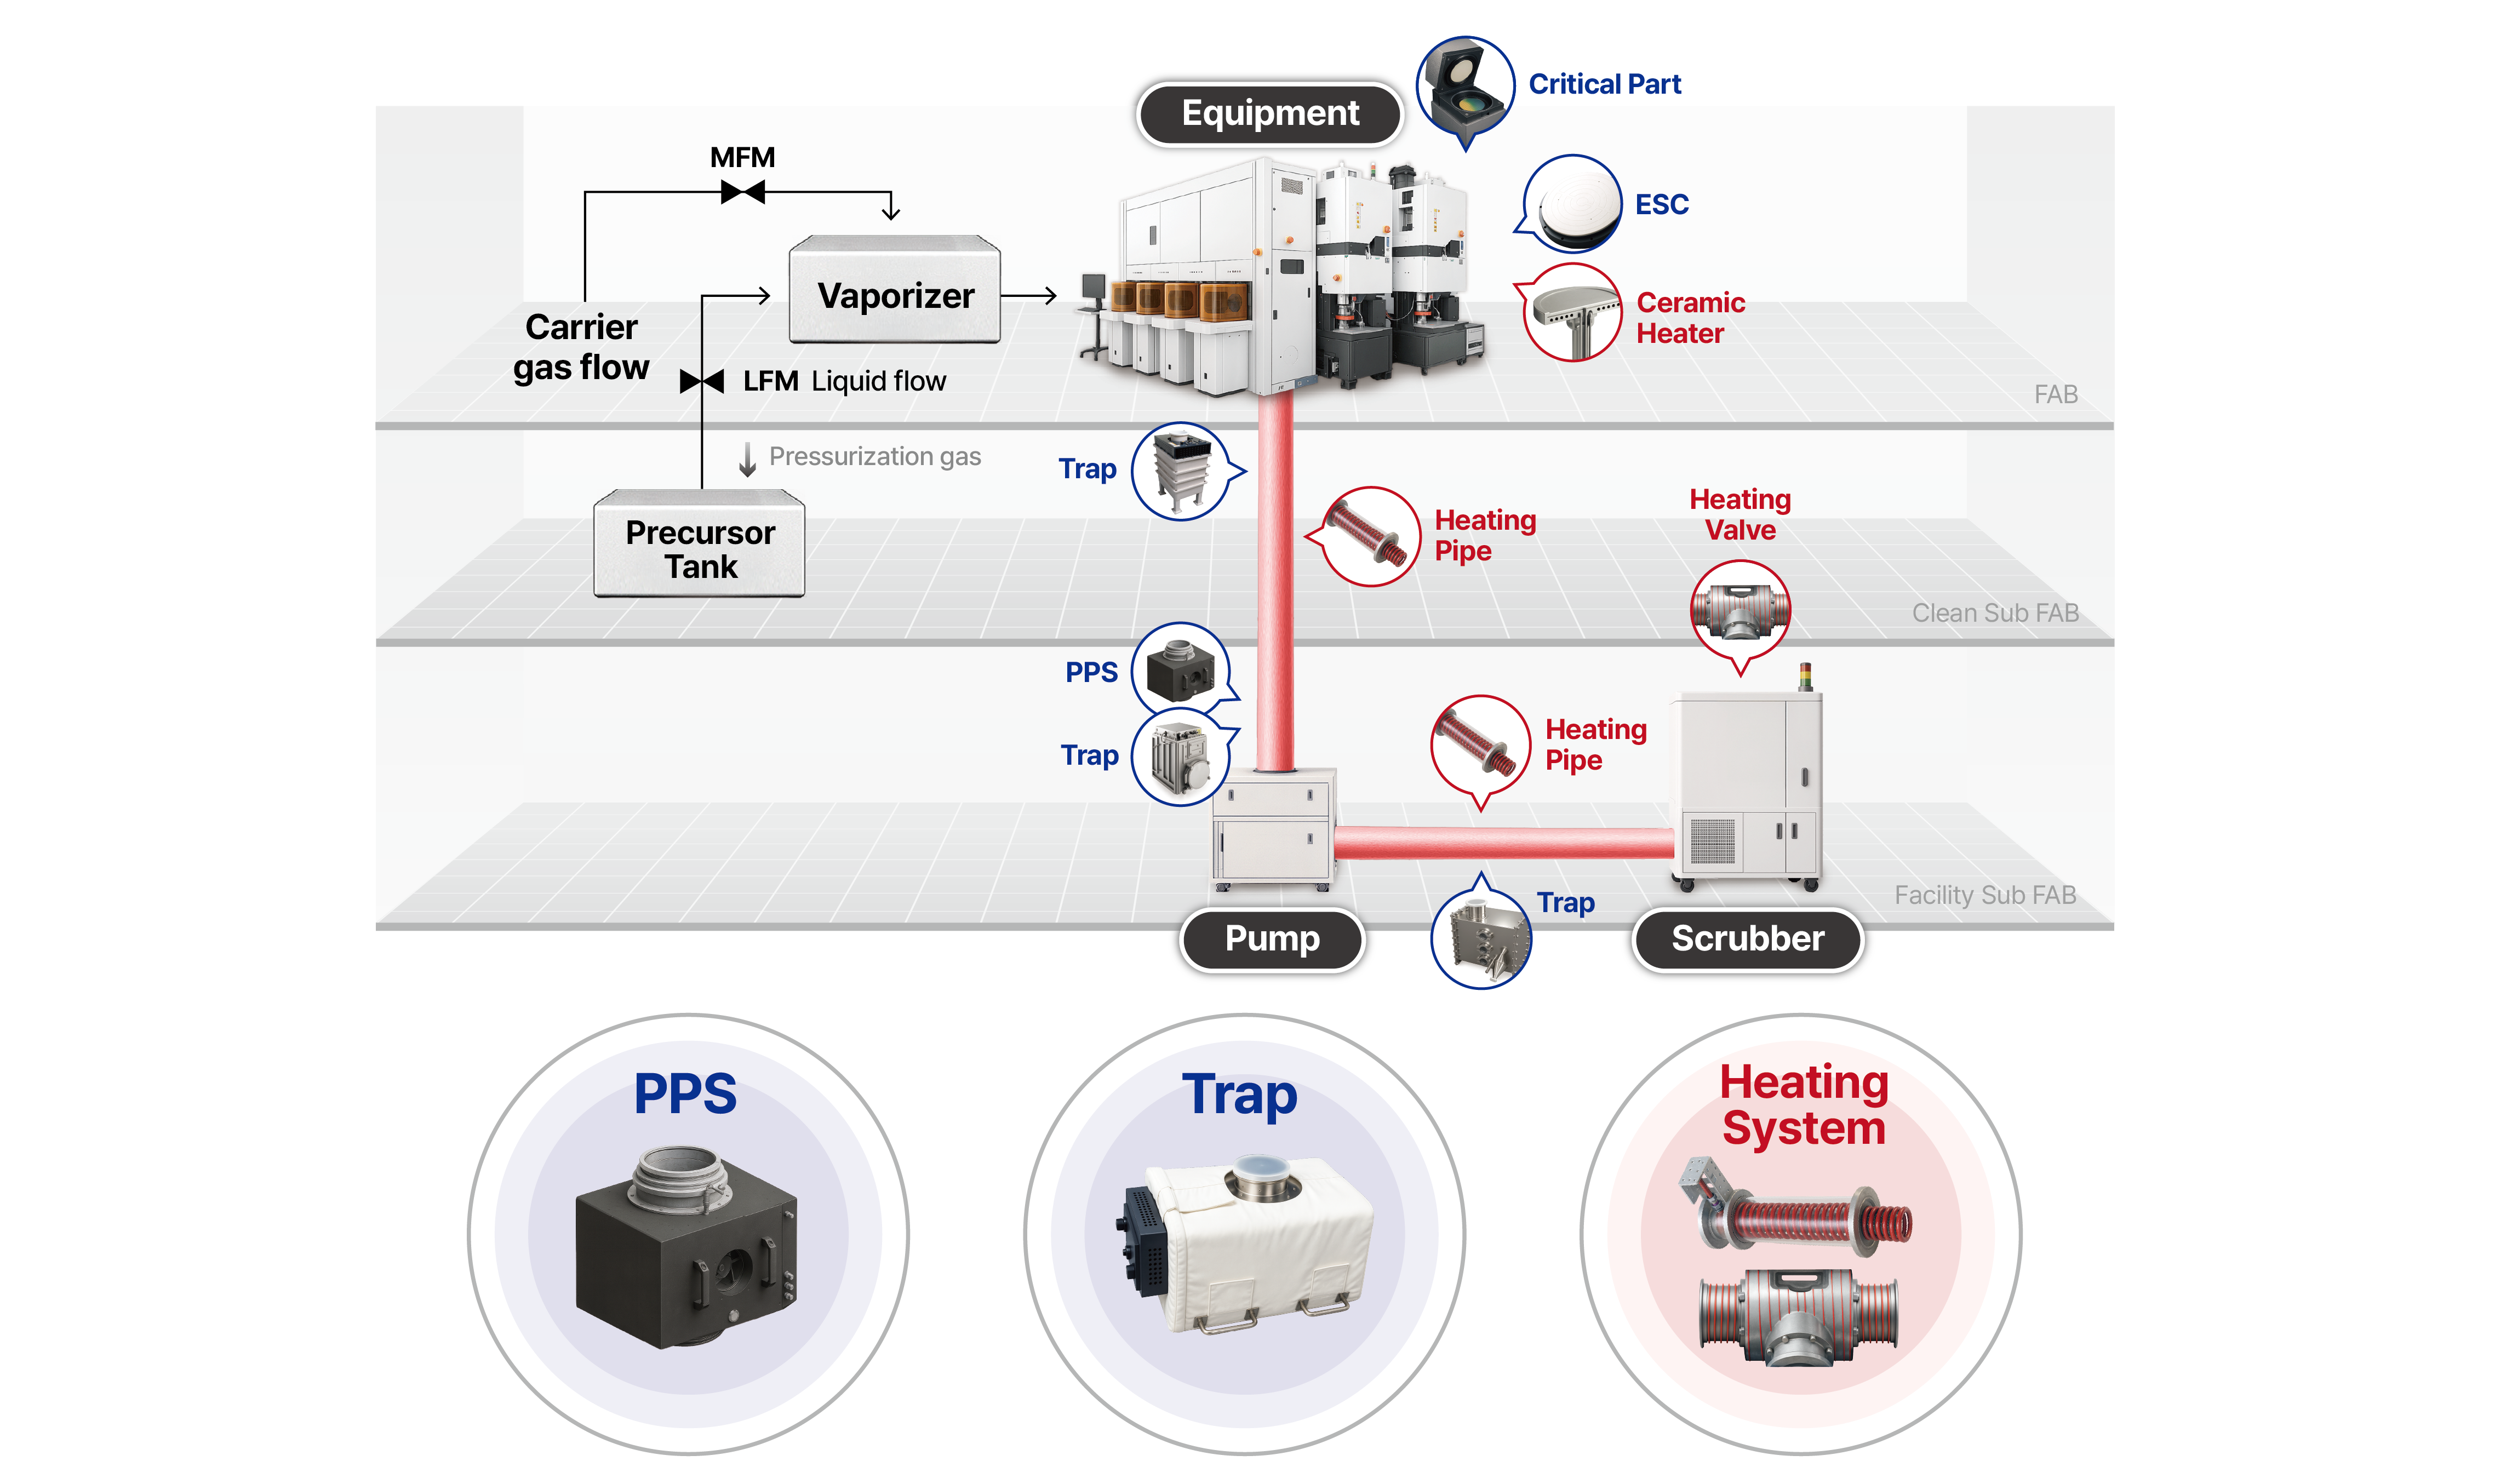 Equipment
Critical Part
MFM
ESC
Vaporizer
Ceramic
Heater
Carrier
gas flow
LFM Liquid flow
FAB
Pressurization gas
Trap
Precursor
Tank
Heating
Pipe
Heating
Valve
Clean Sub FAB
PPS
Trap
Heating
Pipe
Facility Sub FAB
Trap
Pump
Scrubber
PPS
Trap
Heating
System